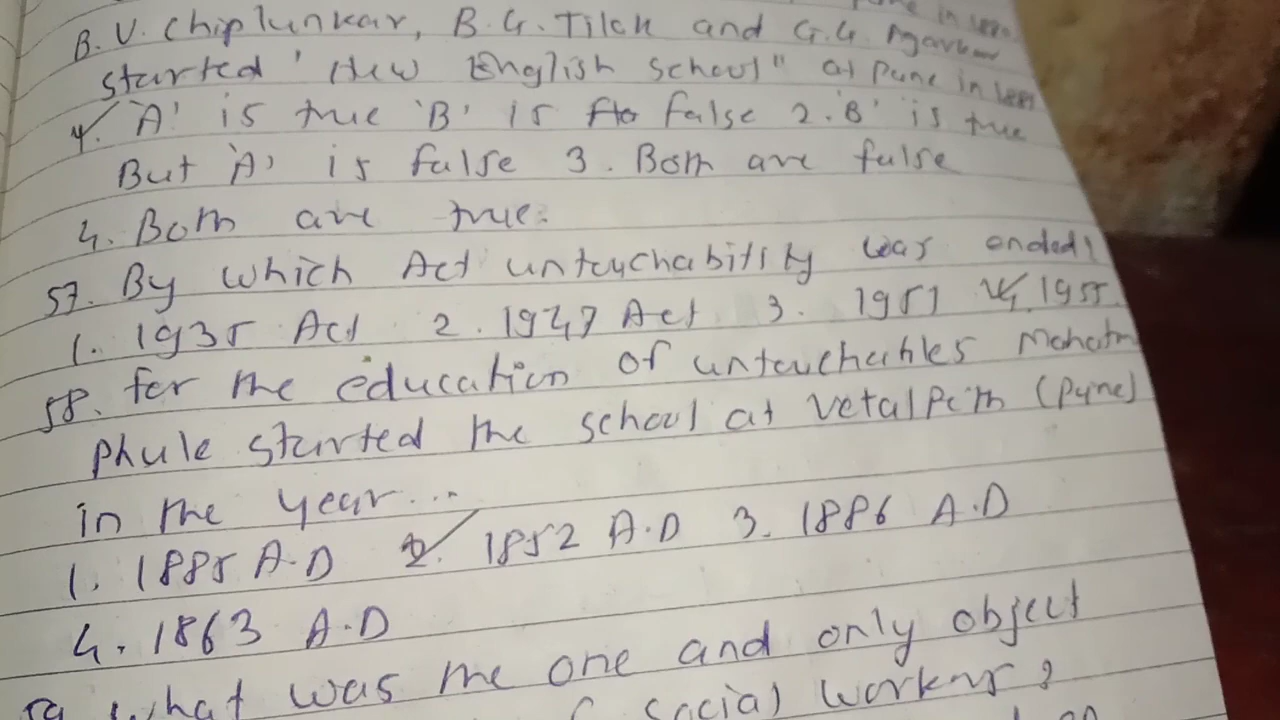 B. V. Chiplunkar, B. G. Tilak and G. G. Agarkar
started 'New English School" at Pune in
1. 'A' is true 'B' is false 2. 'B' is true
But 'A' is false 3. Both are false
4. Both are true.
57. By which Act untouchability was ended?
1. 1935 Act 2. 1947 Act 3. 1951 4. 1955
58. for the education of untouchables Mahatm
Phule started the school at Vetalpeth (Pune)
in the year...
1. 1885 A.D 2. 1852 A.D 3. 1886 A.D
4. 1863 A.D
59 What was the one and only object
social workers?